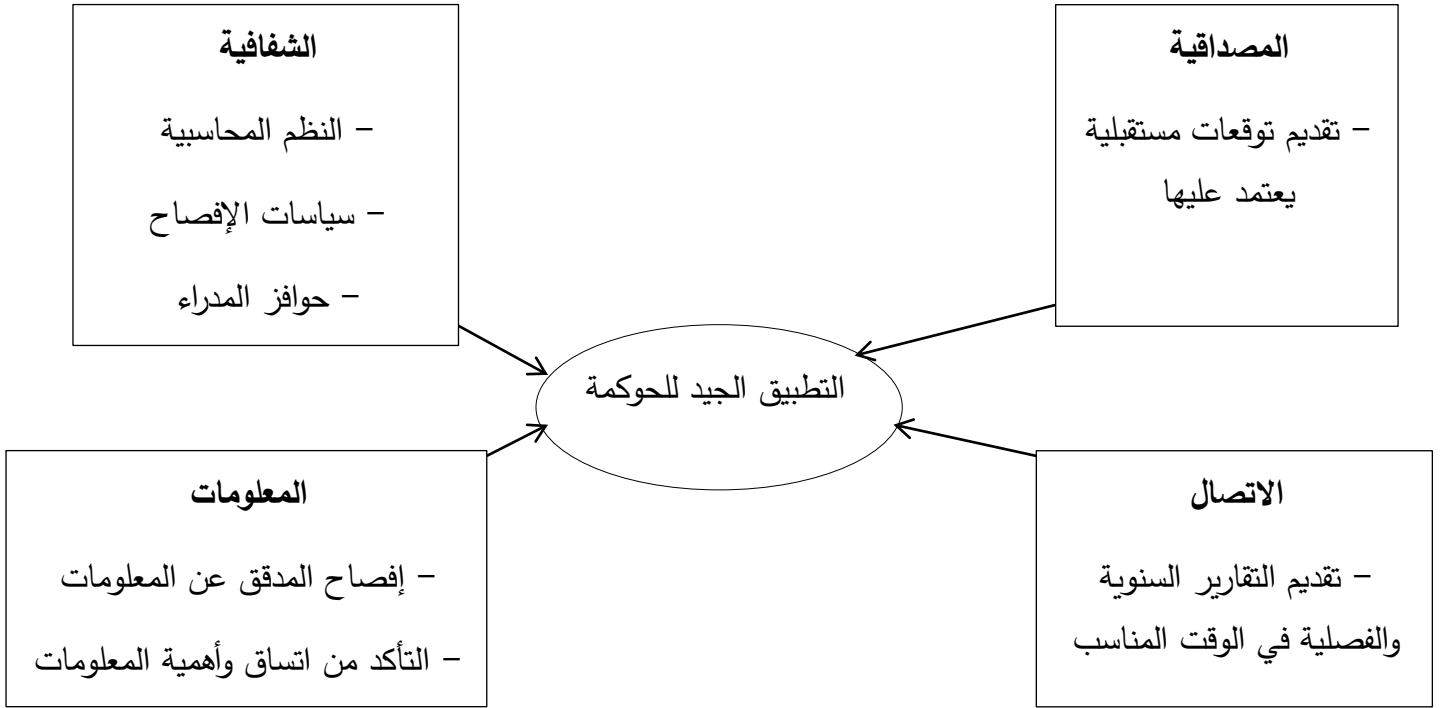 المصداقية
- تقديم توقعات مستقبلية
يعتمد عليها
الشفافية
- النظم المحاسبية
- سياسات الإفصاح
- حوافز المدراء
التطبيق الجيد للحوكمة
الاتصال
- تقديم التقارير السنوية
والفصلية في الوقت المناسب
المعلومات
- إفصاح المدقق عن المعلومات
- التأكد من اتساق وأهمية المعلومات